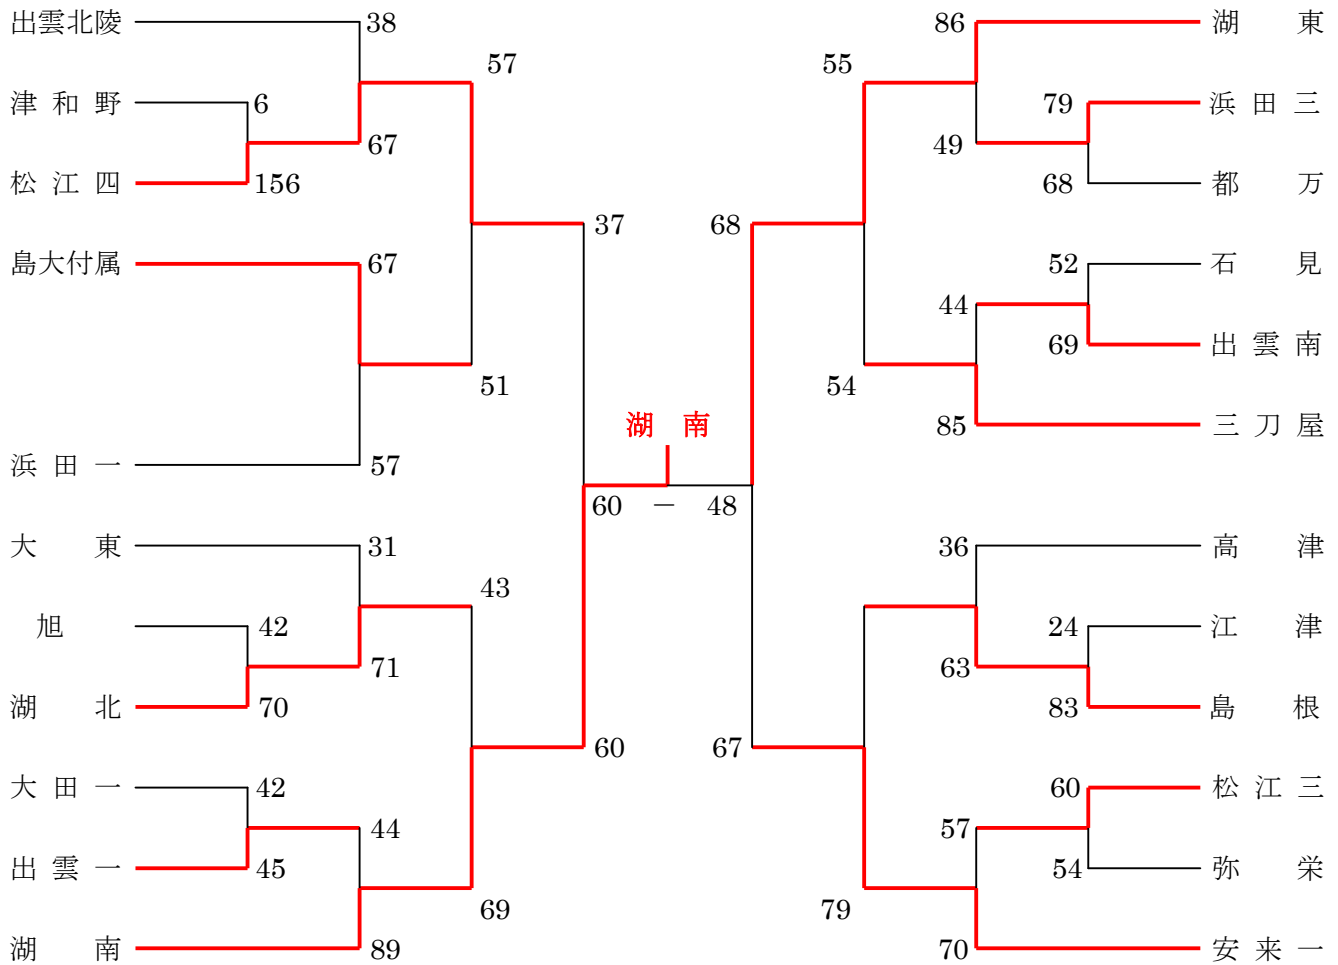 出雲北陵 38
57
津和野 6
67
松江四 156
37
島大付属 67
51
浜田一 57
湖南
60 － 48
大東 31
43
旭 42
71
湖北 70
60
大田一 42
44
出雲一 45
69
湖南 89
86 湖東
55
79 浜田三
49
68 都万
68
52 石見
44
69 出雲南
54
85 三刀屋
36 高津
24 江津
63
83 島根
67
60 松江三
57
54 弥栄
79
70 安来一